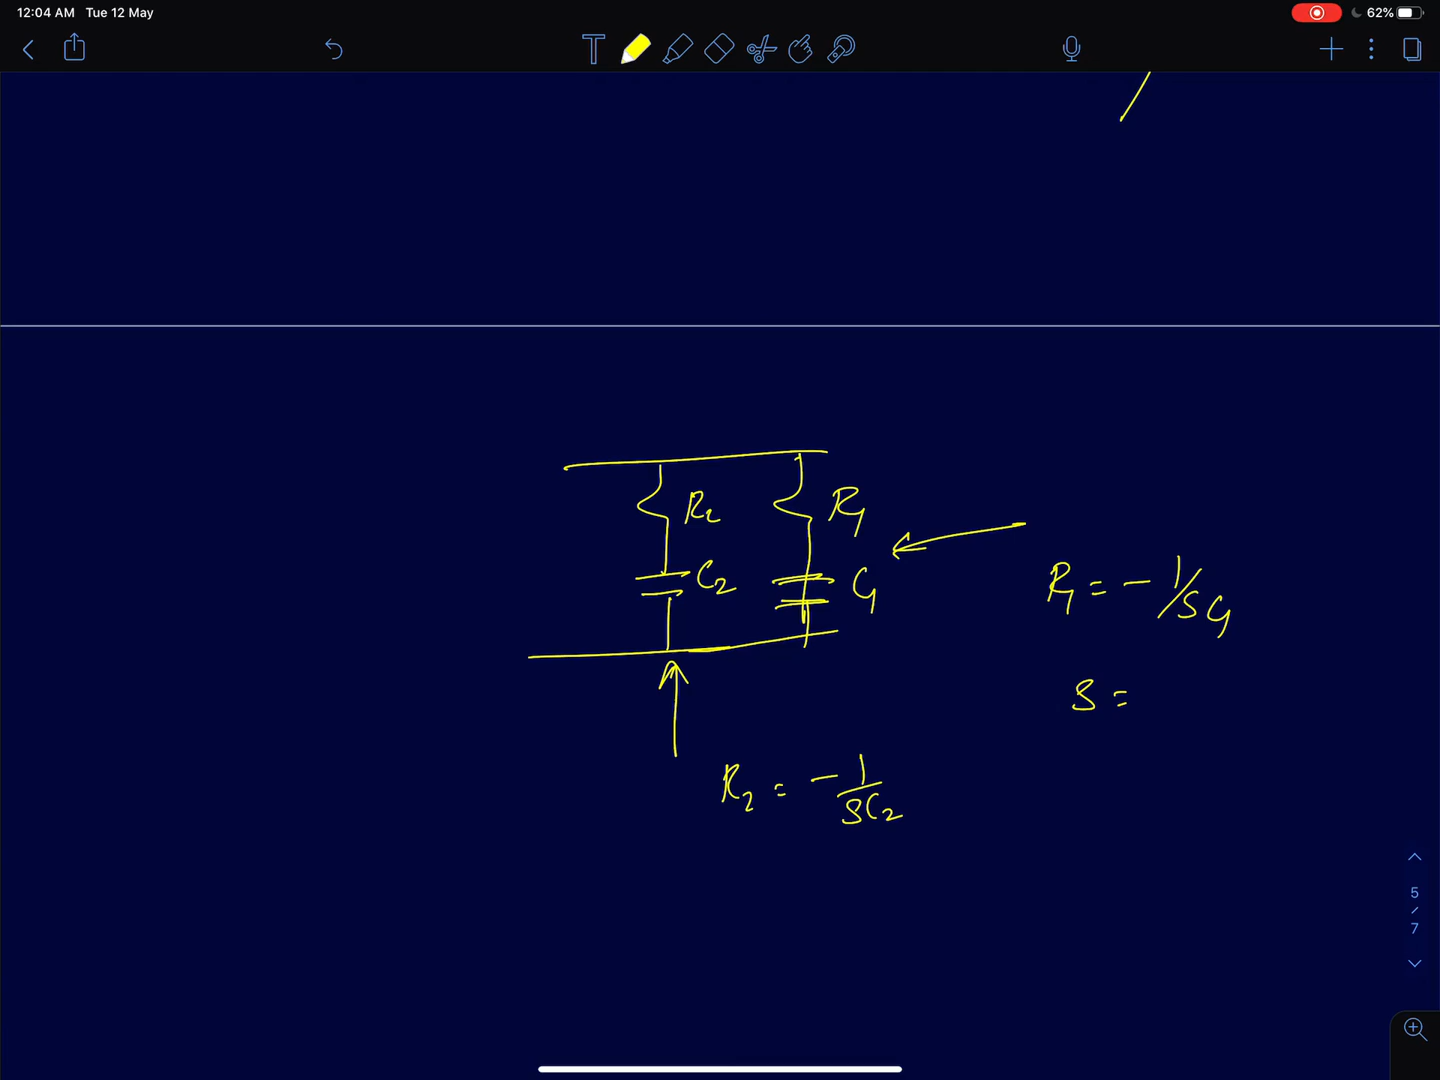 12:04 AM Tue 12 May
62%
T
R₂ R₁
C₂ C₁
R₁ = - 1/SC₁
S =
R₂ = - 1/SC₂
5
/
7